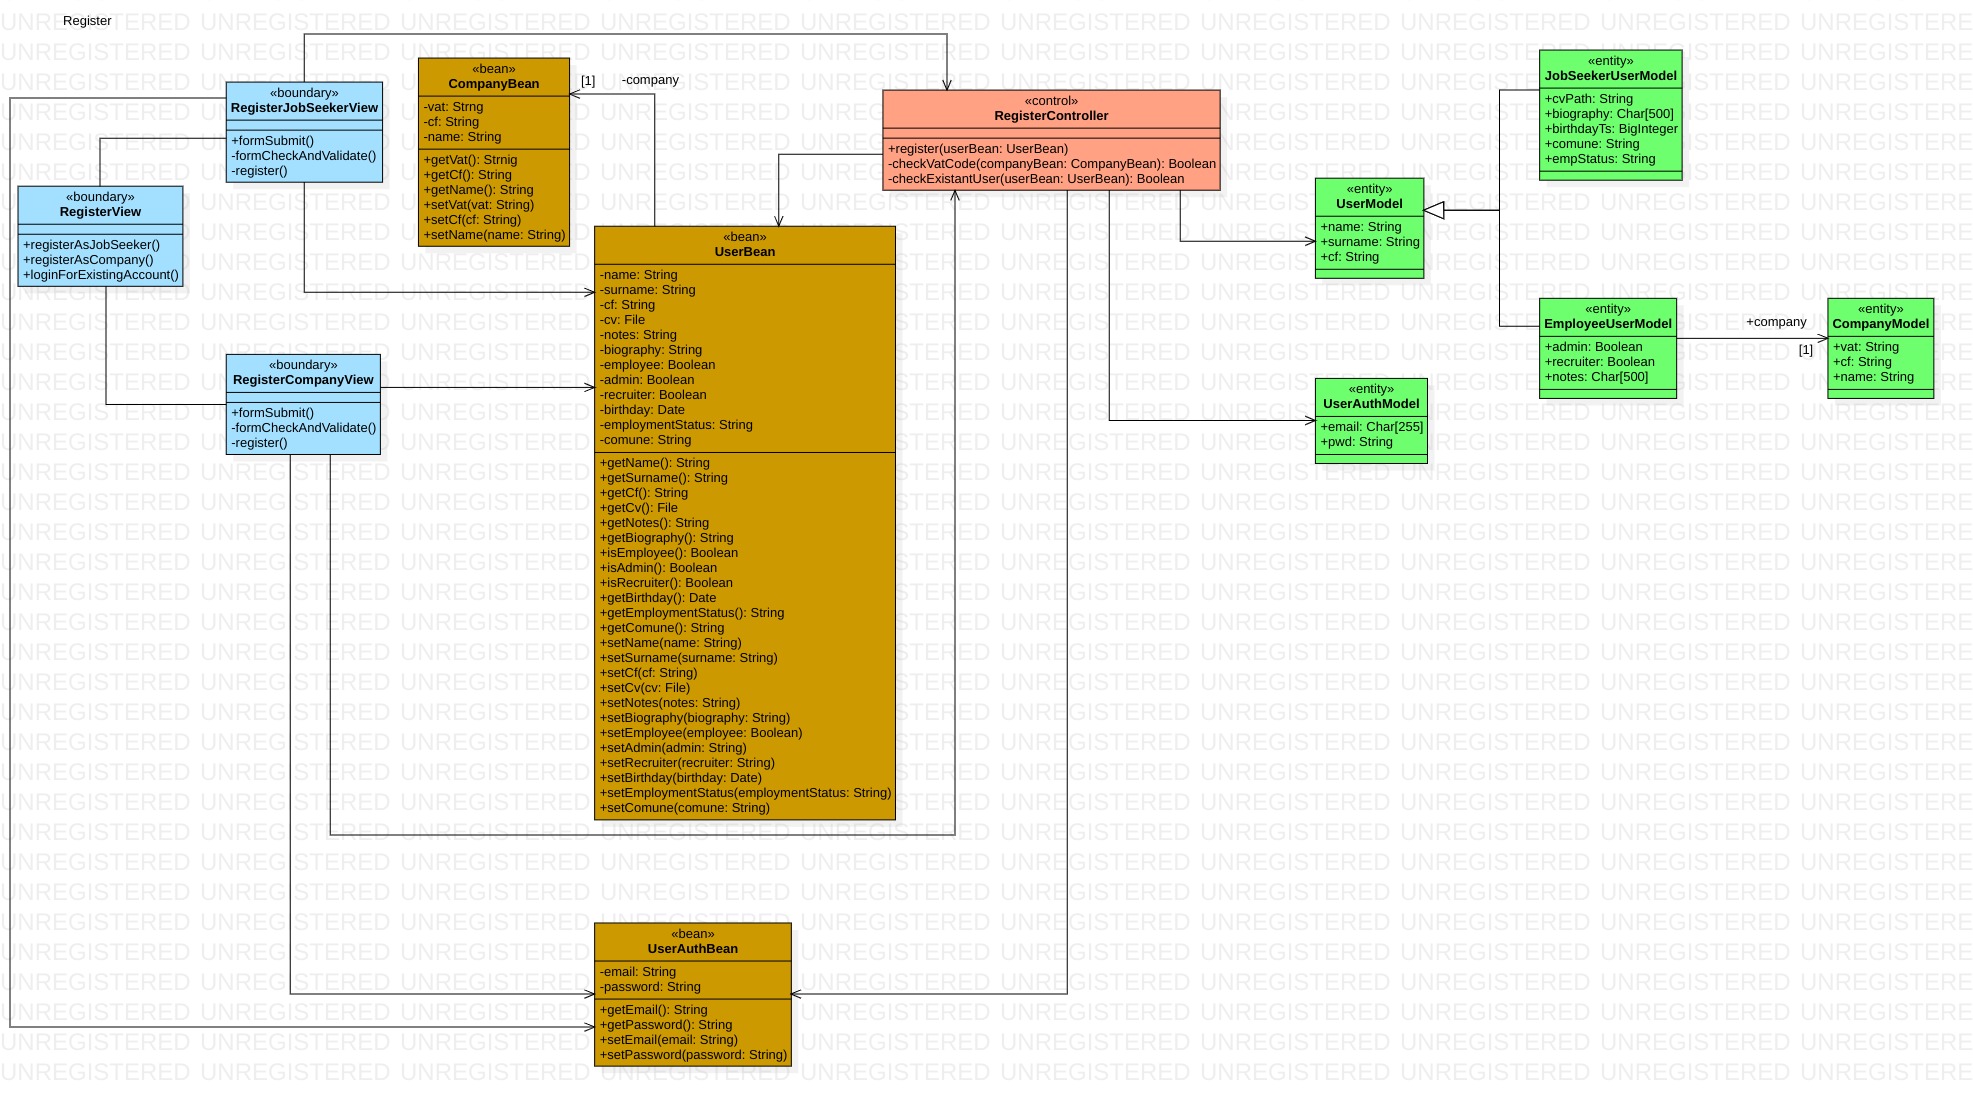 Register
«boundary»
RegisterJobSeekerView
+formSubmit()
-formCheckAndValidate()
-register()
«boundary»
RegisterView
+registerAsJobSeeker()
+registerAsCompany()
+loginForExistingAccount()
«boundary»
RegisterCompanyView
+formSubmit()
-formCheckAndValidate()
-register()
«bean»
CompanyBean
-vat: Strng
-cf: String
-name: String
+getVat(): Strnig
+getCf(): String
+getName(): String
+setVat(vat: String)
+setCf(cf: String)
+setName(name: String)
[1]
-company
«bean»
UserBean
-name: String
-surname: String
-cf: String
-cv: File
-notes: String
-biography: String
-employee: Boolean
-admin: Boolean
-recruiter: Boolean
-birthday: Date
-employmentStatus: String
-comune: String
+getName(): String
+getSurname(): String
+getCf(): String
+getCv(): File
+getNotes(): String
+getBiography(): String
+isEmployee(): Boolean
+isAdmin(): Boolean
+isRecruiter(): Boolean
+getBirthday(): Date
+getEmploymentStatus(): String
+getComune(): String
+setName(name: String)
+setSurname(surname: String)
+setCf(cf: String)
+setCv(cv: File)
+setNotes(notes: String)
+setBiography(biography: String)
+setEmployee(employee: Boolean)
+setAdmin(admin: String)
+setRecruiter(recruiter: String)
+setBirthday(birthday: Date)
+setEmploymentStatus(employmentStatus: String)
+setComune(comune: String)
«bean»
UserAuthBean
-email: String
-password: String
+getEmail(): String
+getPassword(): String
+setEmail(email: String)
+setPassword(password: String)
«control»
RegisterController
+register(userBean: UserBean)
-checkVatCode(companyBean: CompanyBean): Boolean
-checkExistantUser(userBean: UserBean): Boolean
«entity»
UserModel
+name: String
+surname: String
+cf: String
«entity»
UserAuthModel
+email: Char[255]
+pwd: String
«entity»
JobSeekerUserModel
+cvPath: String
+biography: Char[500]
+birthdayTs: BigInteger
+comune: String
+empStatus: String
«entity»
EmployeeUserModel
+admin: Boolean
+recruiter: Boolean
+notes: Char[500]
+company
[1]
«entity»
CompanyModel
+vat: String
+cf: String
+name: String
UNREGISTERED